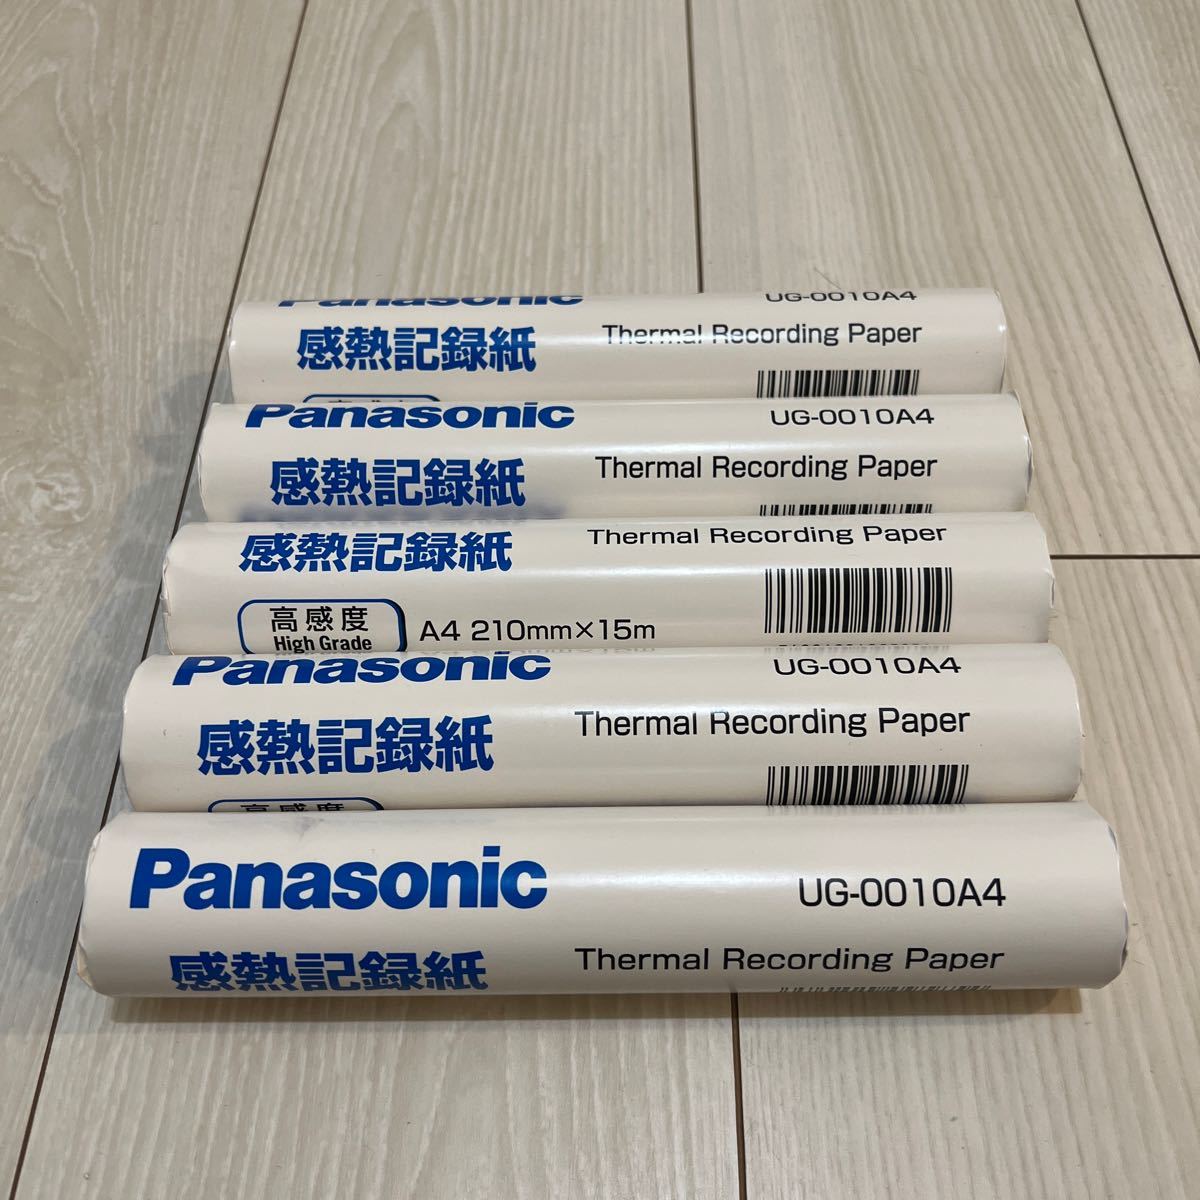 Panasonic
UG-0010A4
感熱記録紙
Thermal Recording Paper
Panasonic
UG-0010A4
感熱記録紙
Thermal Recording Paper
感熱記録紙
Thermal Recording Paper
高感度
High Grade
A4 210mm×15m
Panasonic
UG-0010A4
感熱記録紙
Thermal Recording Paper
高感度
Panasonic
UG-0010A4
感熱記録紙
Thermal Recording Paper